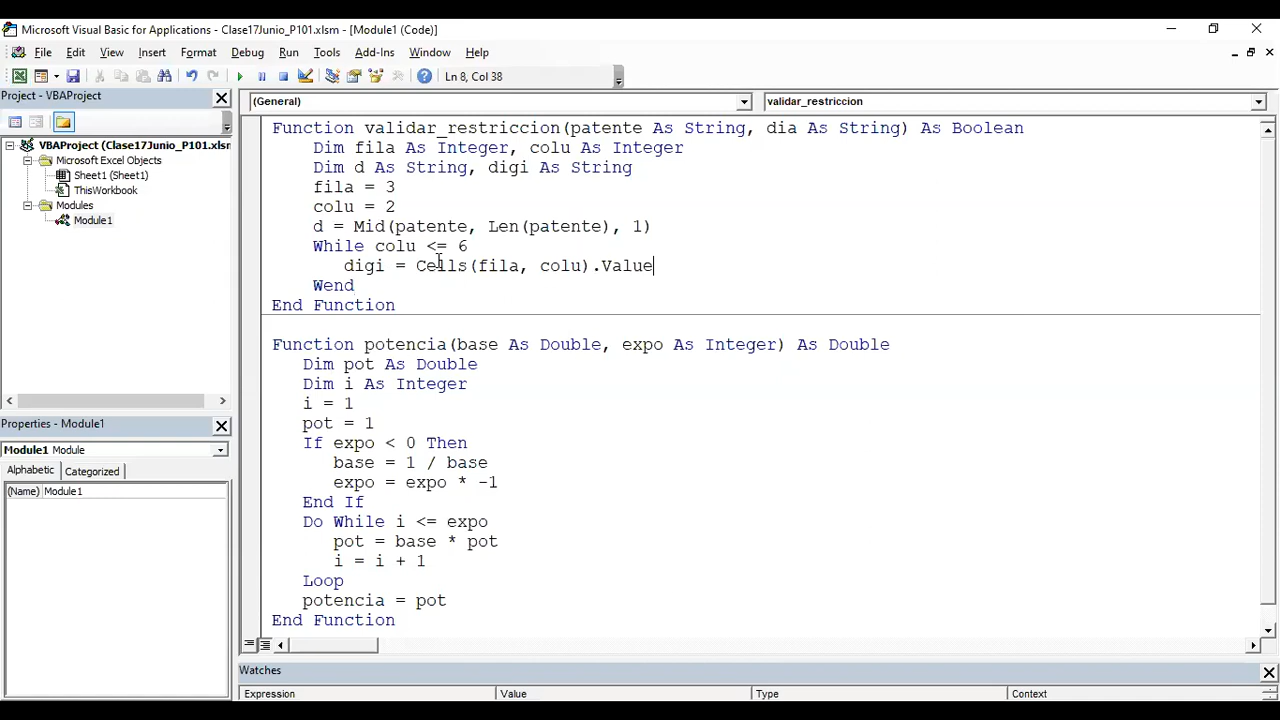 Microsoft Visual Basic for Applications - Clase17Junio_P101.xlsm - [Module1 (Code)]
File Edit View Insert Format Debug Run Tools Add-Ins Window Help
Ln 8, Col 38
Project - VBAProject
(General) validar_restriccion
VBAProject (Clase17Junio_P101.xlsm
Microsoft Excel Objects
Sheet1 (Sheet1)
ThisWorkbook
Modules
Module1
Properties - Module1
Module1 Module
Alphabetic Categorized
(Name) Module1
Function validar_restriccion(patente As String, dia As String) As Boolean
Dim fila As Integer, colu As Integer
Dim d As String, digi As String
fila = 3
colu = 2
d = Mid(patente, Len(patente), 1)
While colu <= 6
digi = Cells(fila, colu).Value
Wend
End Function
Function potencia(base As Double, expo As Integer) As Double
Dim pot As Double
Dim i As Integer
i = 1
pot = 1
If expo < 0 Then
base = 1 / base
expo = expo * -1
End If
Do While i <= expo
pot = base * pot
i = i + 1
Loop
potencia = pot
End Function
Watches
Expression Value Type Context